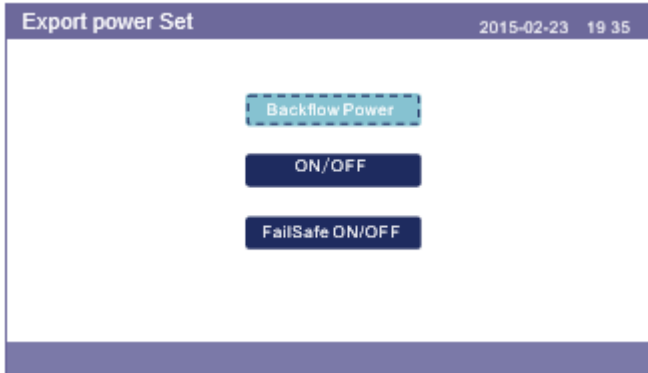 Export power Set
2015-02-23 19 35
Backflow Power
ON/OFF
FailSafe ON/OFF